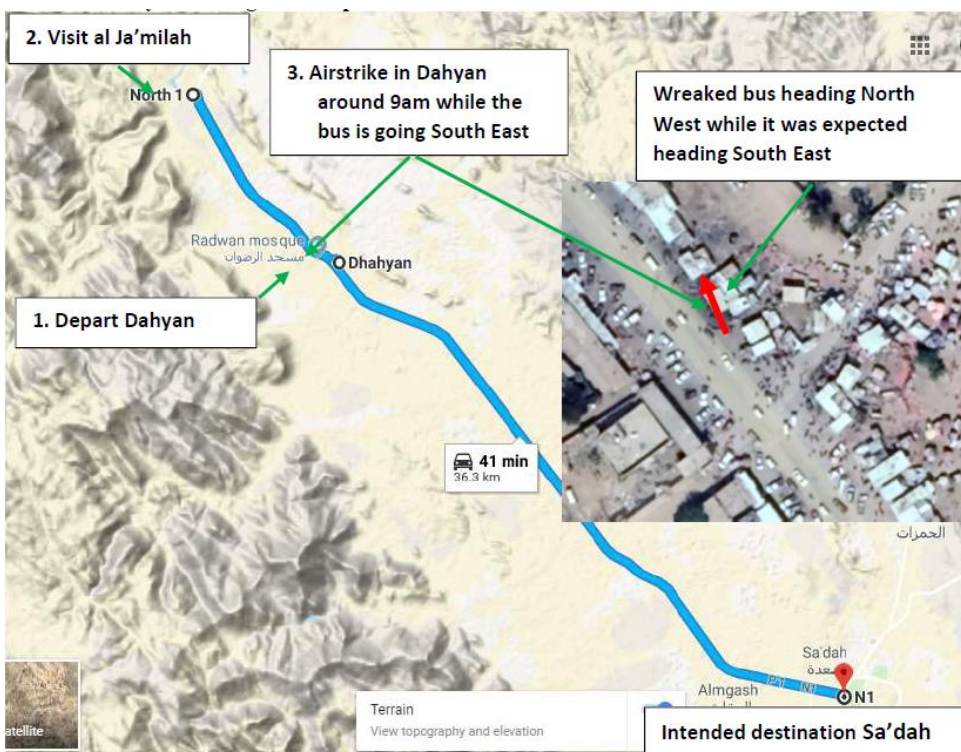 2. Visit al Ja’milah
3. Airstrike in Dahyan
around 9am while the
bus is going South East
Wreaked bus heading North
West while it was expected
heading South East
North 1
Radwan mosque
مسجد الرضوان
Dhahyan
1. Depart Dahyan
41 min
36.3 km
الحمزات
Sa'dah
صعدة
N1
Almgash
N1
Terrain
View topography and elevation
atellite
Intended destination Sa’dah